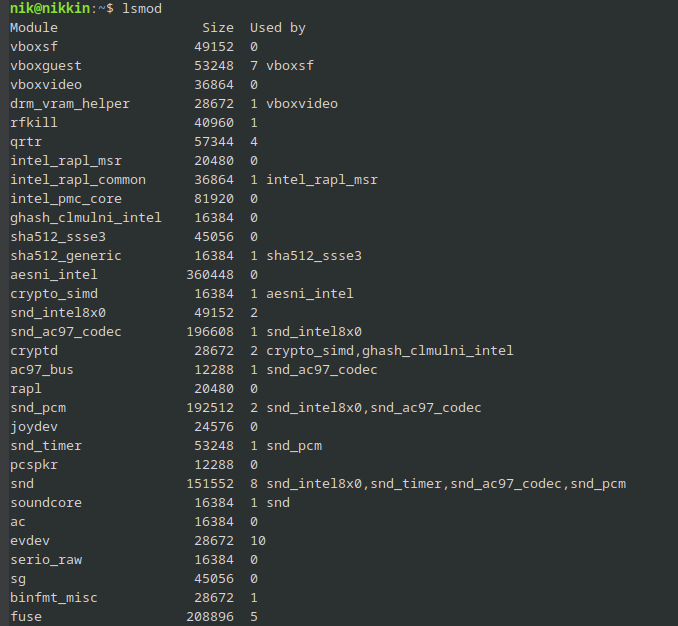 nik@nikkin:~$ lsmod
Module                  Size  Used by
vboxsf                 49152  0
vboxguest              53248  7 vboxsf
vboxvideo              36864  0
drm_vram_helper        28672  1 vboxvideo
rfkill                 40960  1
qrtr                   57344  4
intel_rapl_msr         20480  0
intel_rapl_common      36864  1 intel_rapl_msr
intel_pmc_core         81920  0
ghash_clmulni_intel    16384  0
sha512_ssse3           45056  0
sha512_generic         16384  1 sha512_ssse3
aesni_intel           360448  0
crypto_simd            16384  1 aesni_intel
snd_intel8x0           49152  2
snd_ac97_codec        196608  1 snd_intel8x0
cryptd                 28672  2 crypto_simd,ghash_clmulni_intel
ac97_bus               12288  1 snd_ac97_codec
rapl                   20480  0
snd_pcm               192512  2 snd_intel8x0,snd_ac97_codec
joydev                 24576  0
snd_timer              53248  1 snd_pcm
pcspkr                 12288  0
snd                   151552  8 snd_intel8x0,snd_timer,snd_ac97_codec,snd_pcm
soundcore              16384  1 snd
ac                     16384  0
evdev                  28672  10
serio_raw              16384  0
sg                     45056  0
binfmt_misc            28672  1
fuse                  208896  5